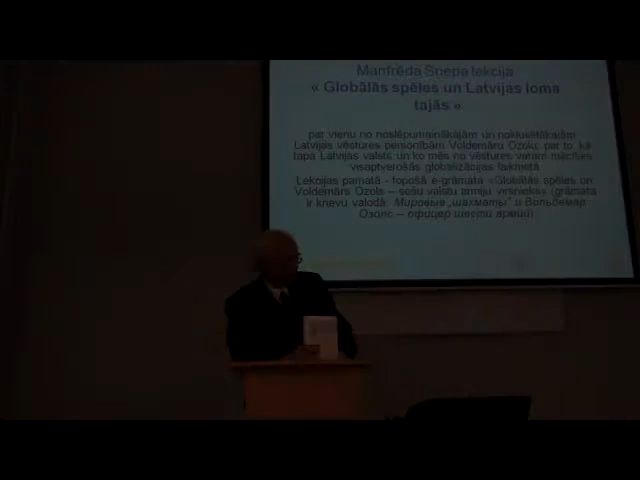 Manfrēda Šnepa lekcija
« Globālās spēles un Latvijas loma
tajās »
par vienu no noslēpumainākajām un noklusētākajām
Latvijas vēstures personībām Voldemāru Ozolu, par to, kā
tapa Latvijas valsts un ko mēs no vēstures varam mācīties
visaptverošās globalizācijas laikmetā
Lekcijas pamatā - topošā e-grāmata «Globālās spēles un
Voldemārs Ozols – sešu valstu armiju virsnieks» (grāmata
ir krievu valodā: Мировые „шахматы" и Вольдемар
Озолс – офицер шести армий)